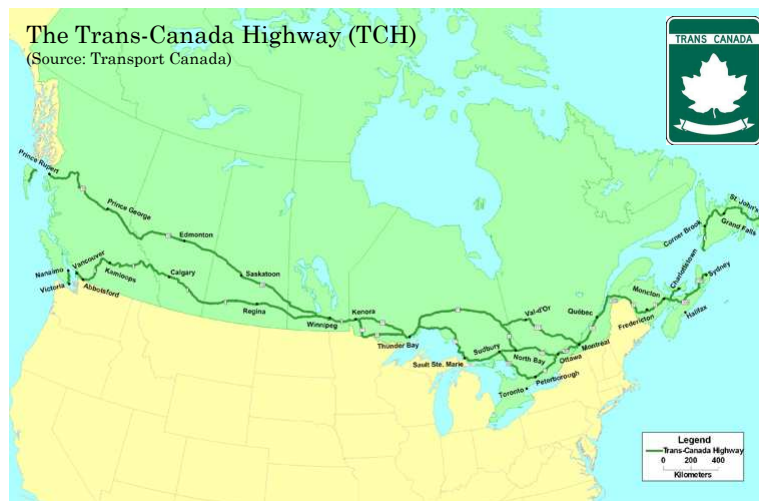 The Trans-Canada Highway (TCH)
(Source: Transport Canada)
TRANS CANADA
Prince Rupert
Prince George
Edmonton
Saskatoon
Nanaimo
Vancouver
Kamloops
Victoria
Abbotsford
Calgary
Regina
Winnipeg
Kenora
Thunder Bay
Sault Ste. Marie
Sudbury
North Bay
Val-d'Or
Toronto
Peterborough
Ottawa
Montréal
Québec
Fredericton
Moncton
Charlottetown
Halifax
Sydney
Corner Brook
Grand Falls
St. John's
Legend
Trans-Canada Highway
0 200 400
Kilometers